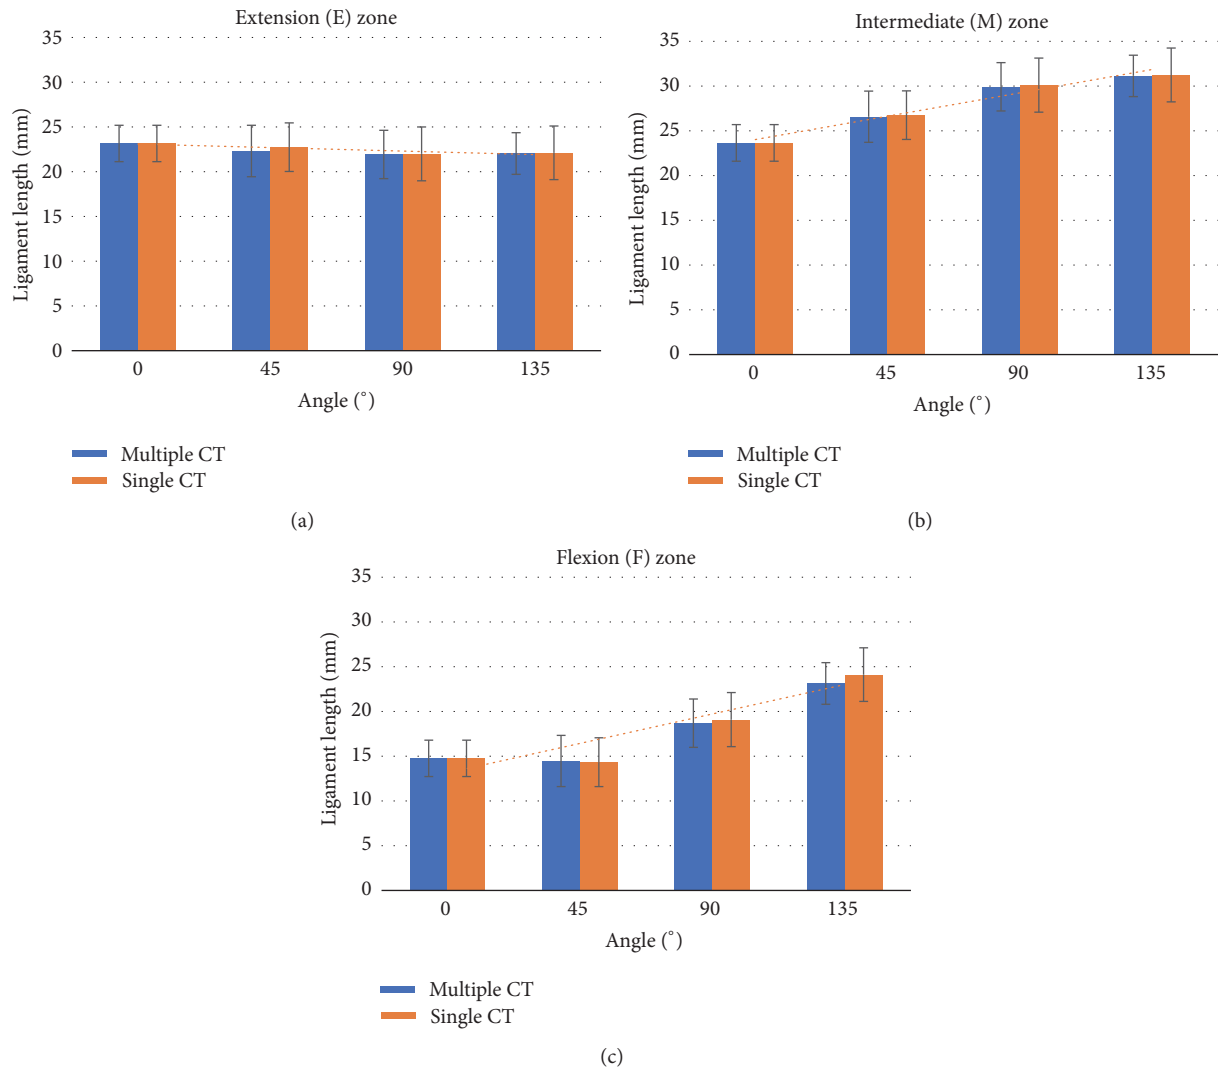 Extension (E) zone
35
30
25
20
15
10
5
0
Ligament length (mm)
0 45 90 135
Angle (°)
Multiple CT
Single CT
(a)
Intermediate (M) zone
35
30
25
20
15
10
5
0
Ligament length (mm)
0 45 90 135
Angle (°)
Multiple CT
Single CT
(b)
Flexion (F) zone
35
30
25
20
15
10
5
0
Ligament length (mm)
0 45 90 135
Angle (°)
Multiple CT
Single CT
(c)